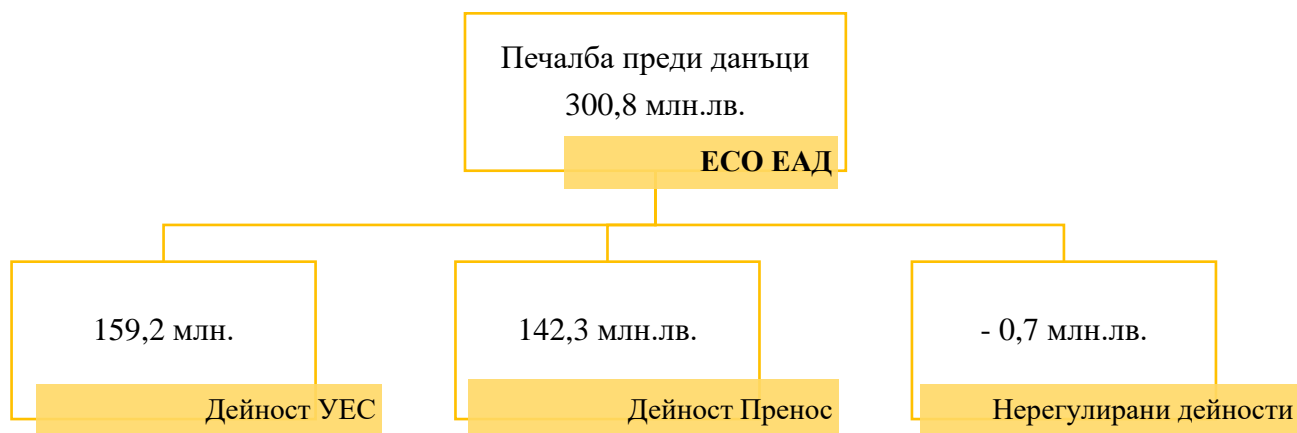 Печалба преди данъци
300,8 млн.лв.
ЕСО ЕАД
159,2 млн.
Дейност УЕС
142,3 млн.лв.
Дейност Пренос
- 0,7 млн.лв.
Нерегулирани дейности